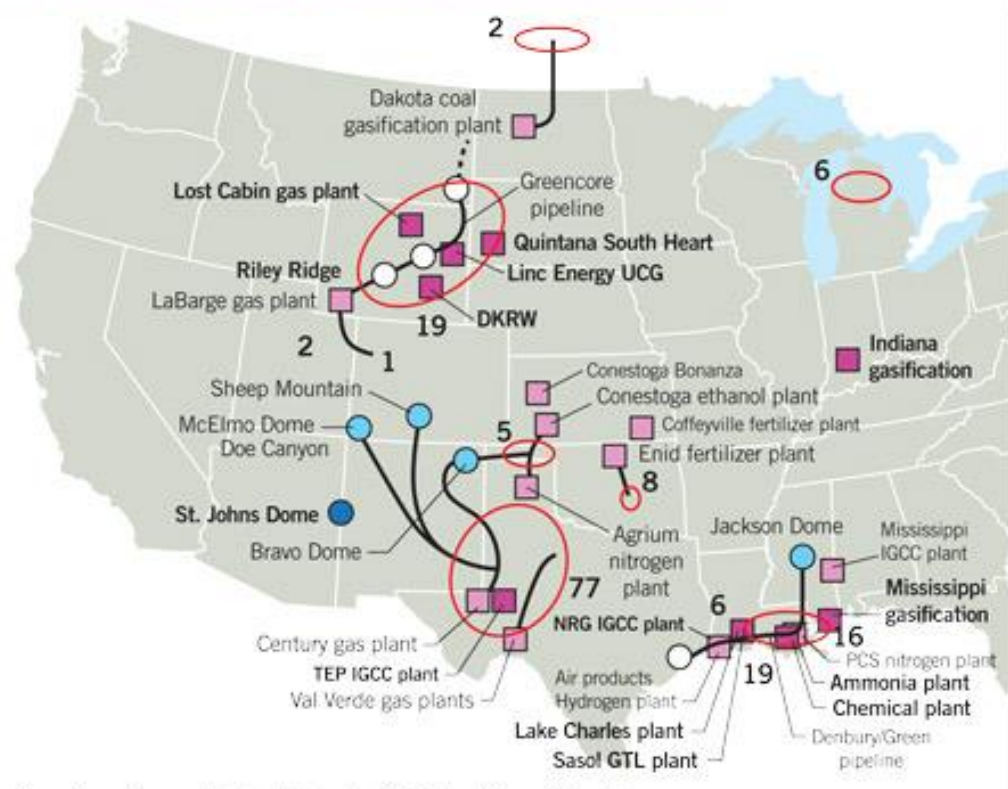 2
Dakota coal
gasification plant
6
Lost Cabin gas plant
Greencore
pipeline
Quintana South Heart
Riley Ridge
Linc Energy UCG
LaBarge gas plant
19
DKRW
2
1
Indiana
gasification
Conestoga Bonanza
Sheep Mountain
Conestoga ethanol plant
McElmo Dome
Doe Canyon
5
Coffeyville fertilizer plant
Enid fertilizer plant
8
St. Johns Dome
Bravo Dome
Agrium
nitrogen
plant
Jackson Dome
Mississippi
IGCC plant
77
Mississippi
gasification
6
NRG IGCC plant
16
Century gas plant
TEP IGCC plant
Val Verde gas plants
Air products
Hydrogen plant
19
PCS nitrogen plant
Ammonia plant
Chemical plant
Lake Charles plant
Sasol GTL plant
Denbury/Green
pipeline